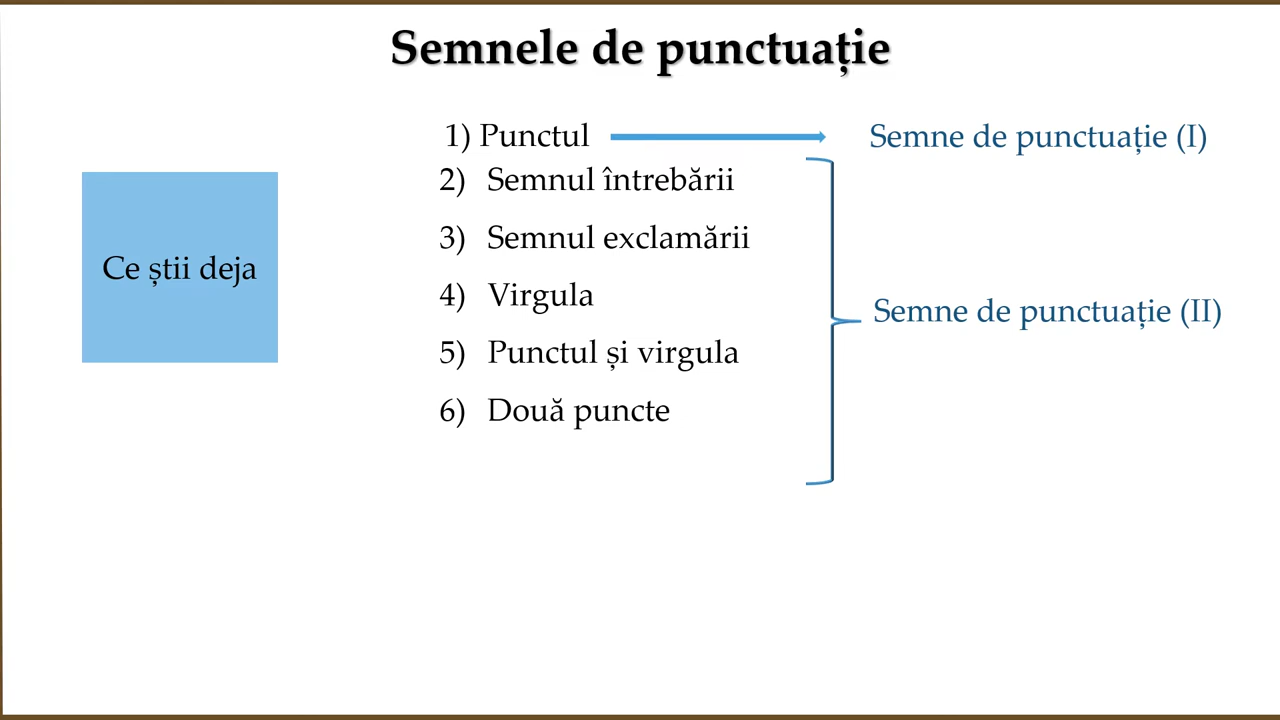 Semnele de punctuație
Ce știi deja
1) Punctul
Semne de punctuație (I)
2) Semnul întrebării
3) Semnul exclamării
4) Virgula
5) Punctul și virgula
6) Două puncte
Semne de punctuație (II)